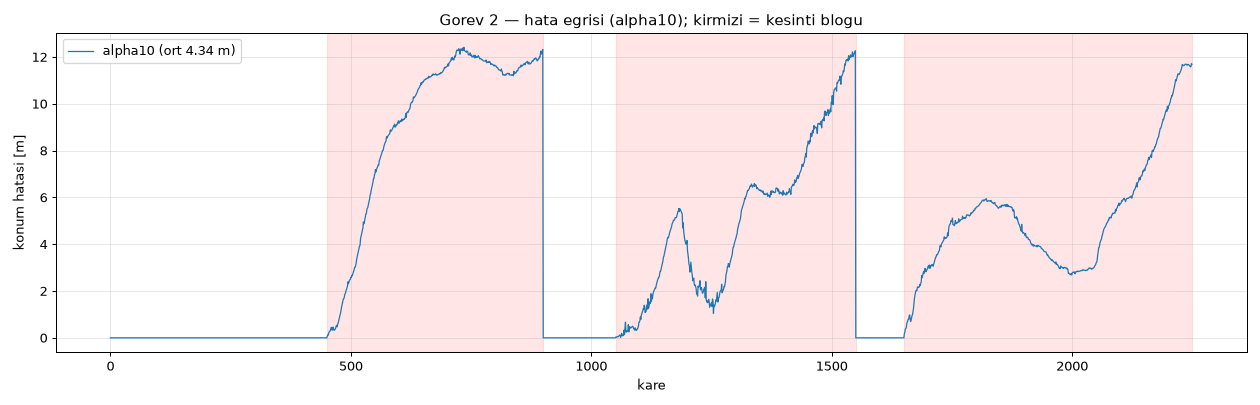 Gorev 2 — hata egrisi (alpha10); kirmizi = kesinti blogu
alpha10 (ort 4.34 m)
konum hatasi [m]
12
10
8
6
4
2
0
0 500 1000 1500 2000
kare